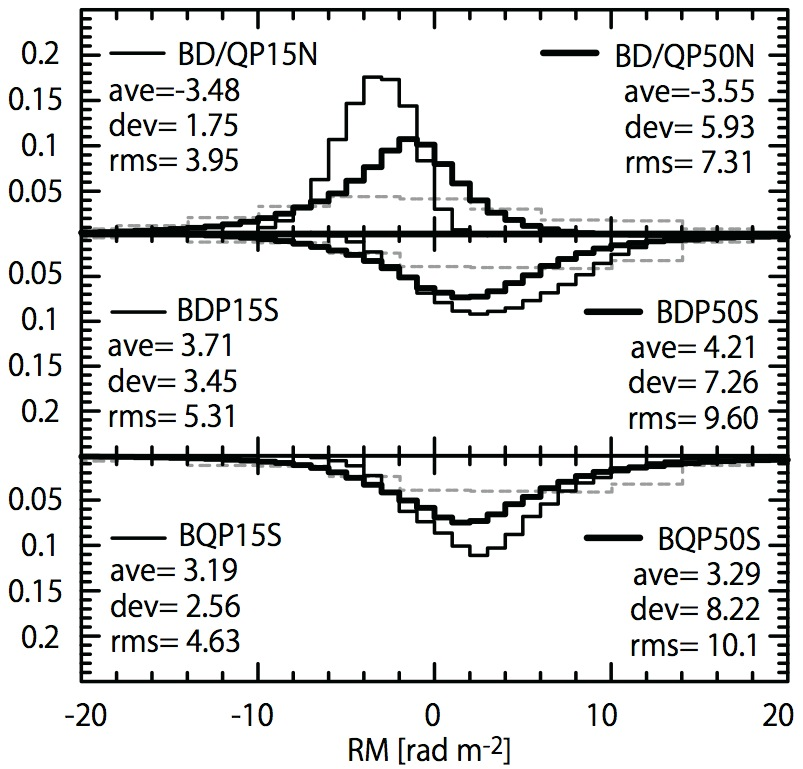 0.2
0.15
0.1
0.05
BD/QP15N
ave=-3.48
dev= 1.75
rms= 3.95
BD/QP50N
ave=-3.55
dev= 5.93
rms= 7.31
0.05
0.1
0.15
0.2
BDP15S
ave= 3.71
dev= 3.45
rms= 5.31
BDP50S
ave= 4.21
dev= 7.26
rms= 9.60
0.05
0.1
0.15
0.2
BQP15S
ave= 3.19
dev= 2.56
rms= 4.63
BQP50S
ave= 3.29
dev= 8.22
rms= 10.1
-20 -10 0 10 20
RM [rad m-2]